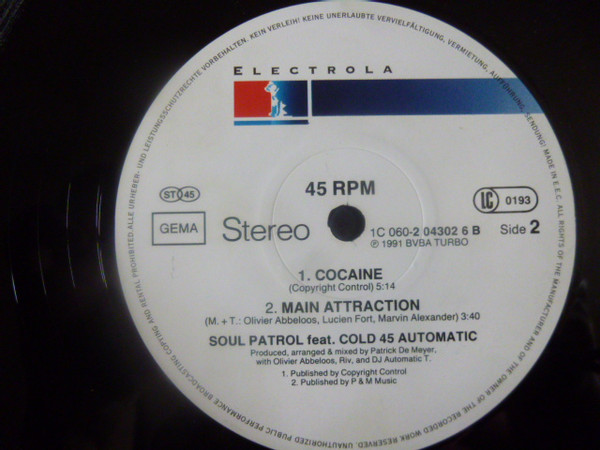 ALLE URHEBER- UND LEISTUNGSSCHUTZRECHTE VORBEHALTEN. KEIN VERLEIH! KEINE UNERLAUBTE VERVIELFÄLTIGUNG, VERMIETUNG, AUFFÜHRUNG, SENDUNG! MADE IN E.E.C. ALL RIGHTS OF THE MANUFACTURER AND OF THE OWNER OF THE RECORDED WORK RESERVED. UNAUTHORIZED PUBLIC PERFORMANCE BROADCASTING COPYING AND RENTAL PROHIBITED.
ELECTROLA
45 RPM
ST 45
LC 0193
GEMA
Stereo
1C 060-2 04302 6 B
℗ 1991 BVBA TURBO
Side 2
1. COCAINE
(Copyright Control) 5:14
2. MAIN ATTRACTION
(M. + T.: Olivier Abbeloos, Lucien Fort, Marvin Alexander) 3:40
SOUL PATROL feat. COLD 45 AUTOMATIC
Produced, arranged & mixed by Patrick De Meyer,
with Olivier Abbeloos, Riv, and DJ Automatic T.
1. Published by Copyright Control
2. Published by P & M Music